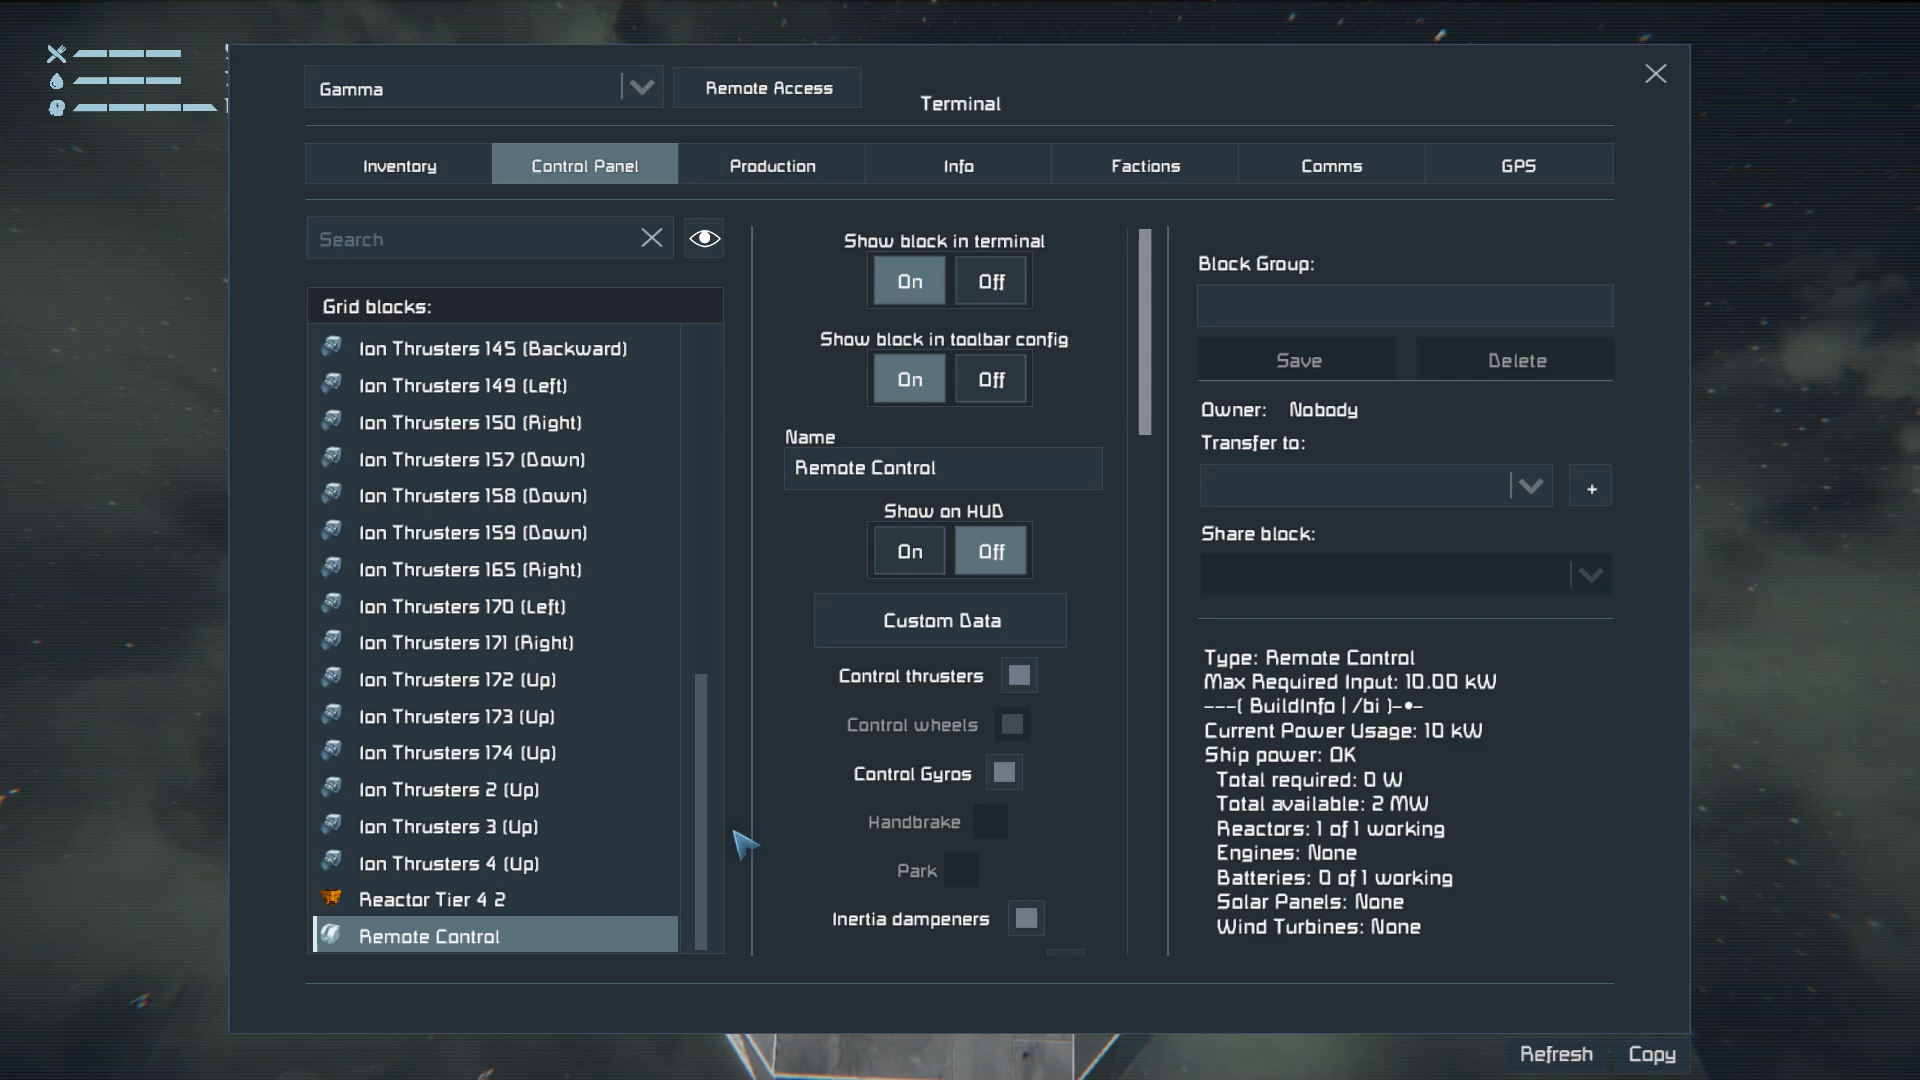 Gamma
Remote Access
Terminal
Inventory
Control Panel
Production
Info
Factions
Comms
GPS
Search
Grid blocks:
Ion Thrusters 145 (Backward)
Ion Thrusters 149 (Left)
Ion Thrusters 150 (Right)
Ion Thrusters 157 (Down)
Ion Thrusters 158 (Down)
Ion Thrusters 159 (Down)
Ion Thrusters 165 (Right)
Ion Thrusters 170 (Left)
Ion Thrusters 171 (Right)
Ion Thrusters 172 (Up)
Ion Thrusters 173 (Up)
Ion Thrusters 174 (Up)
Ion Thrusters 2 (Up)
Ion Thrusters 3 (Up)
Ion Thrusters 4 (Up)
Reactor Tier 4 2
Remote Control
Show block in terminal
On Off
Show block in toolbar config
On Off
Name
Remote Control
Show on HUD
On Off
Custom Data
Control thrusters
Control wheels
Control Gyros
Handbrake
Park
Inertia dampeners
Block Group:
Save
Delete
Owner: Nobody
Transfer to:
+
Share block:
Type: Remote Control
Max Required Input: 10.00 kW
---( BuildInfo | /bi )-•-
Current Power Usage: 10 kW
Ship power: OK
Total required: 0 W
Total available: 2 MW
Reactors: 1 of 1 working
Engines: None
Batteries: 0 of 1 working
Solar Panels: None
Wind Turbines: None
Refresh
Copy